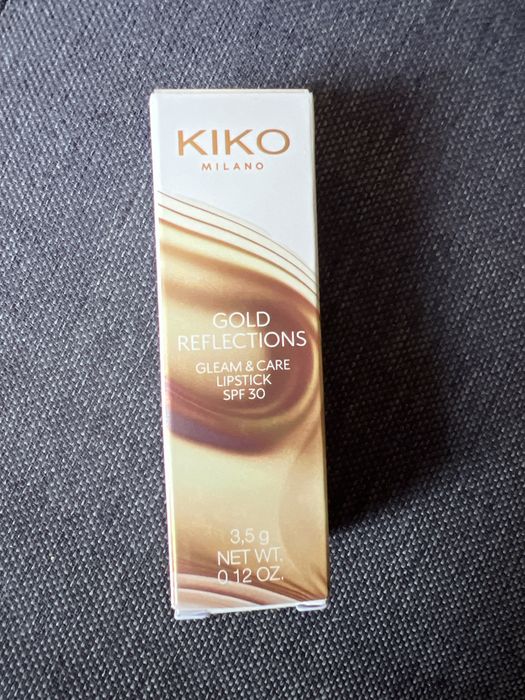 KIKO
MILANO
GOLD
REFLECTIONS
GLEAM & CARE
LIPSTICK
SPF 30
3,5 g
NET WT.
0.12 OZ.